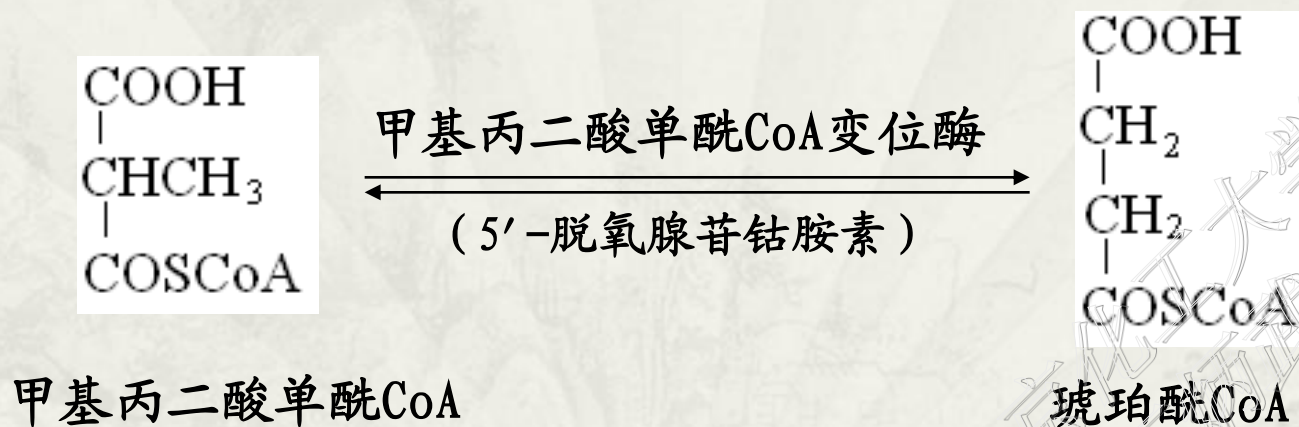 COOH
CHCH₃
COSCoA
甲基丙二酸单酰CoA变位酶
(5′-脱氧腺苷钴胺素)
COOH
CH₂
CH₂
COSCoA
甲基丙二酸单酰CoA
琥珀酰CoA